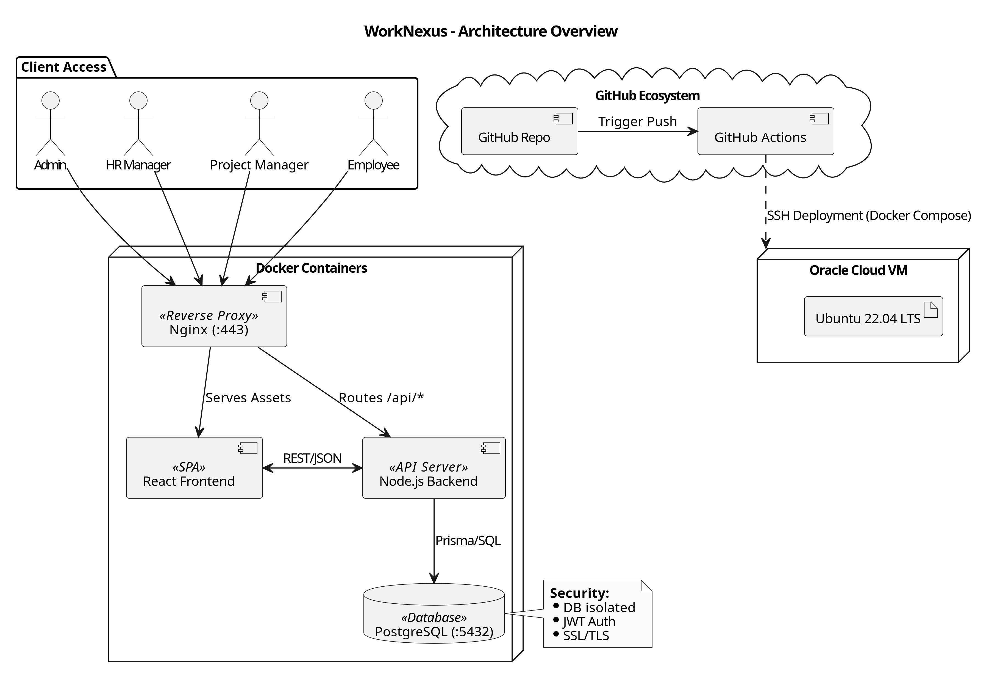 WorkNexus - Architecture Overview
Client Access
Admin
HR Manager
Project Manager
Employee
GitHub Ecosystem
GitHub Repo
Trigger Push
GitHub Actions
SSH Deployment (Docker Compose)
Docker Containers
«Reverse Proxy»
Nginx (:443)
Oracle Cloud VM
Ubuntu 22.04 LTS
Serves Assets
Routes /api/*
«SPA»
React Frontend
REST/JSON
«API Server»
Node.js Backend
Prisma/SQL
«Database»
PostgreSQL (:5432)
Security:
• DB isolated
• JWT Auth
• SSL/TLS